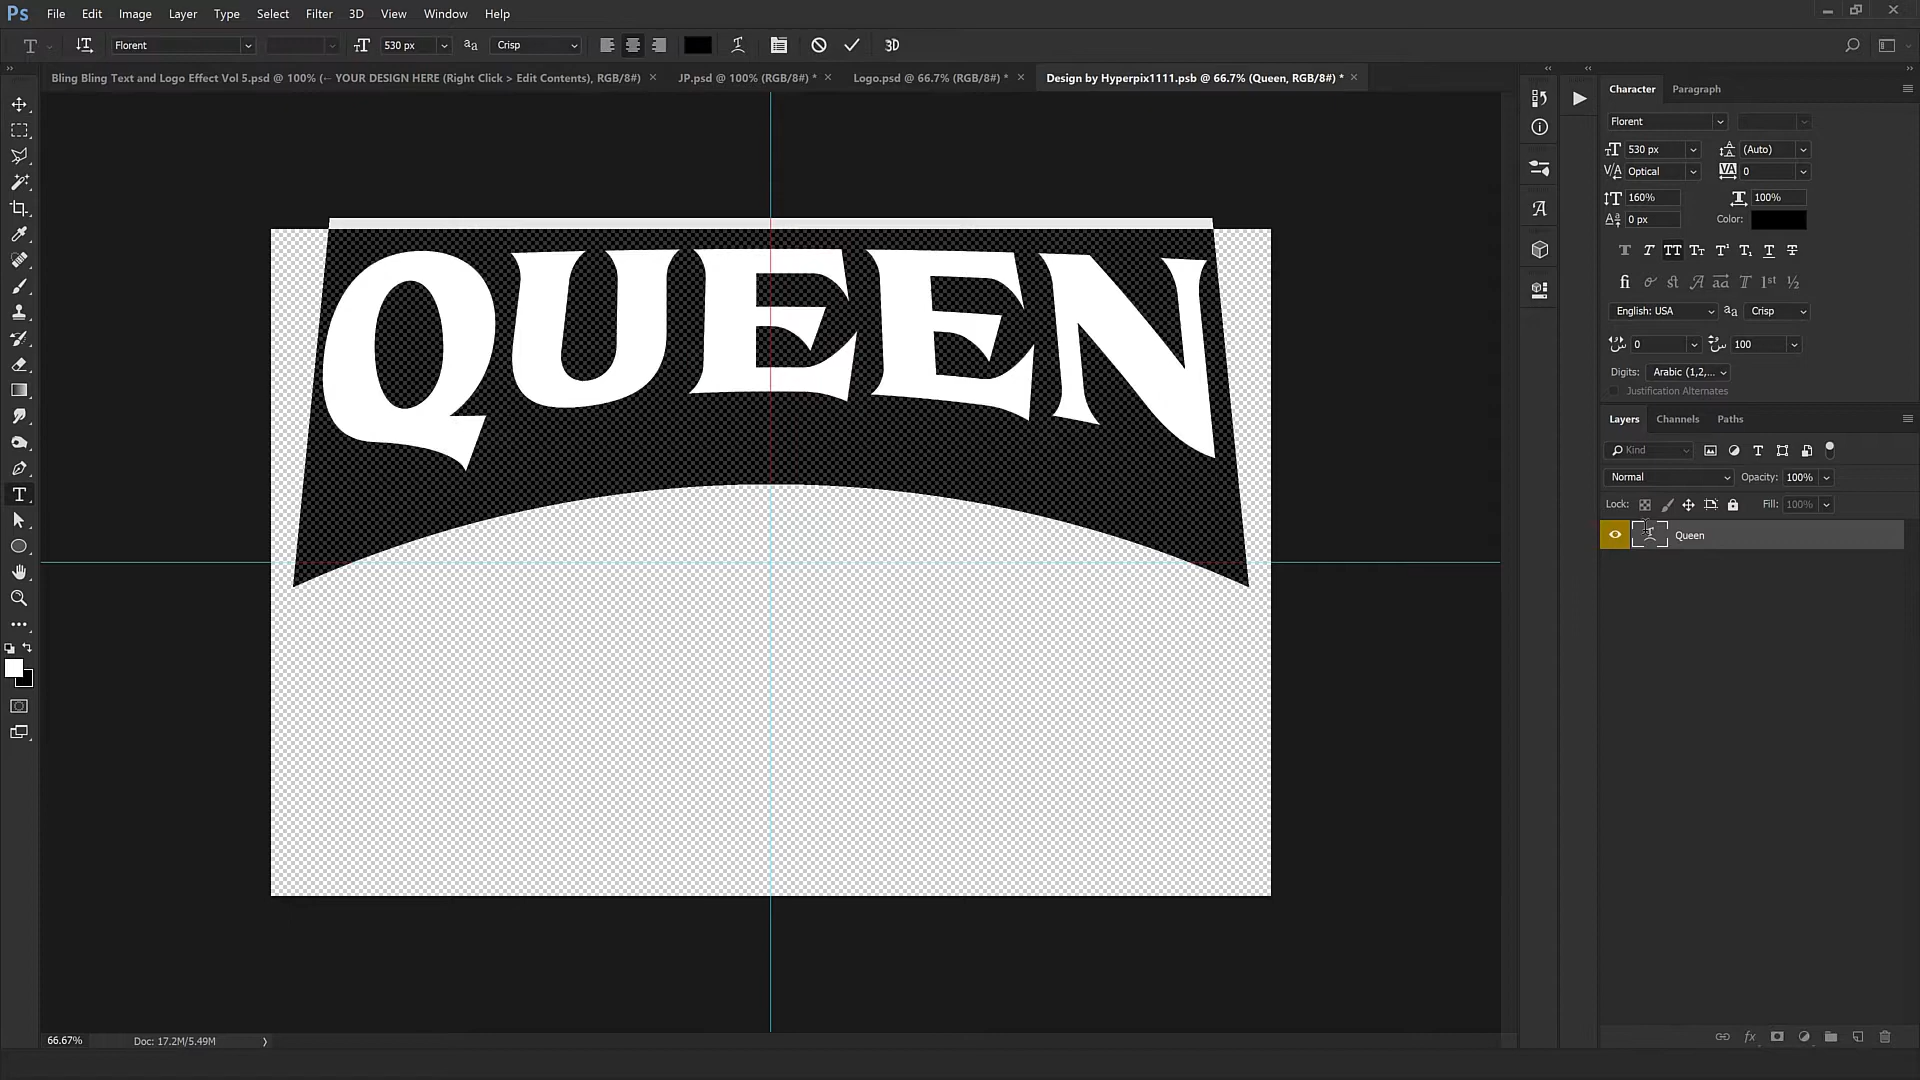 Ps File Edit Image Layer Type Select Filter 3D View Window Help
T Florent 530 px aa Crisp 3D
Bling Bling Text and Logo Effect Vol 5.psd @ 100% (← YOUR DESIGN HERE (Right Click > Edit Contents), RGB/8#) × JP.psd @ 100% (RGB/8#) * × Logo.psd @ 66.7% (RGB/8#) * × Design by Hyperpix1111.psb @ 66.7% (Queen, RGB/8#) * ×
Character Paragraph
Florent
530 px (Auto)
Optical 0
160% 100%
0 px Color:
English: USA aa Crisp
0 100
Digits: Arabic (1,2,...
Justification Alternates
Layers Channels Paths
Kind
Normal Opacity: 100%
Lock: Fill: 100%
Queen
QUEEN
66.67% Doc: 17.2M/5.49M